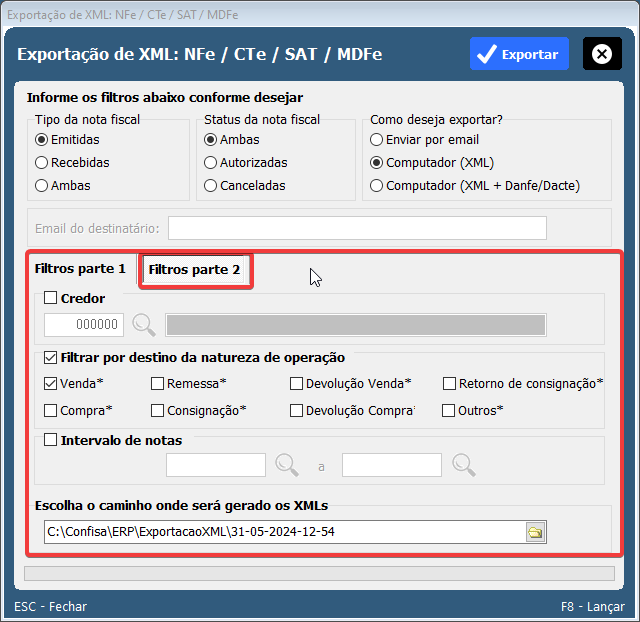 Exportação de XML: NFe / CTe / SAT / MDFe
Exportação de XML: NFe / CTe / SAT / MDFe
Exportar
Informe os filtros abaixo conforme desejar
Tipo da nota fiscal
Emitidas
Recebidas
Ambas
Status da nota fiscal
Ambas
Autorizadas
Canceladas
Como deseja exportar?
Enviar por email
Computador (XML)
Computador (XML + Danfe/Dacte)
Email do destinatário:
Filtros parte 1
Filtros parte 2
Credor
000000
Filtrar por destino da natureza de operação
Venda* Remessa* Devolução Venda* Retorno de consignação*
Compra* Consignação* Devolução Compra* Outros*
Intervalo de notas
a
Escolha o caminho onde será gerado os XMLs
C:\Confisa\ERP\ExportacaoXML\31-05-2024-12-54
ESC - Fechar
F8 - Lançar